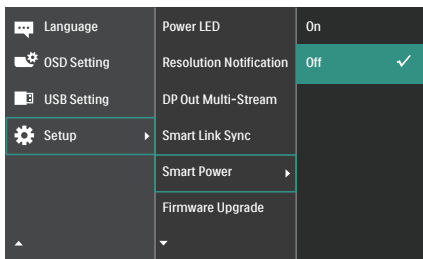 Language
OSD Setting
USB Setting
Setup
Power LED
Resolution Notification
DP Out Multi-Stream
Smart Link Sync
Smart Power
Firmware Upgrade
On
Off